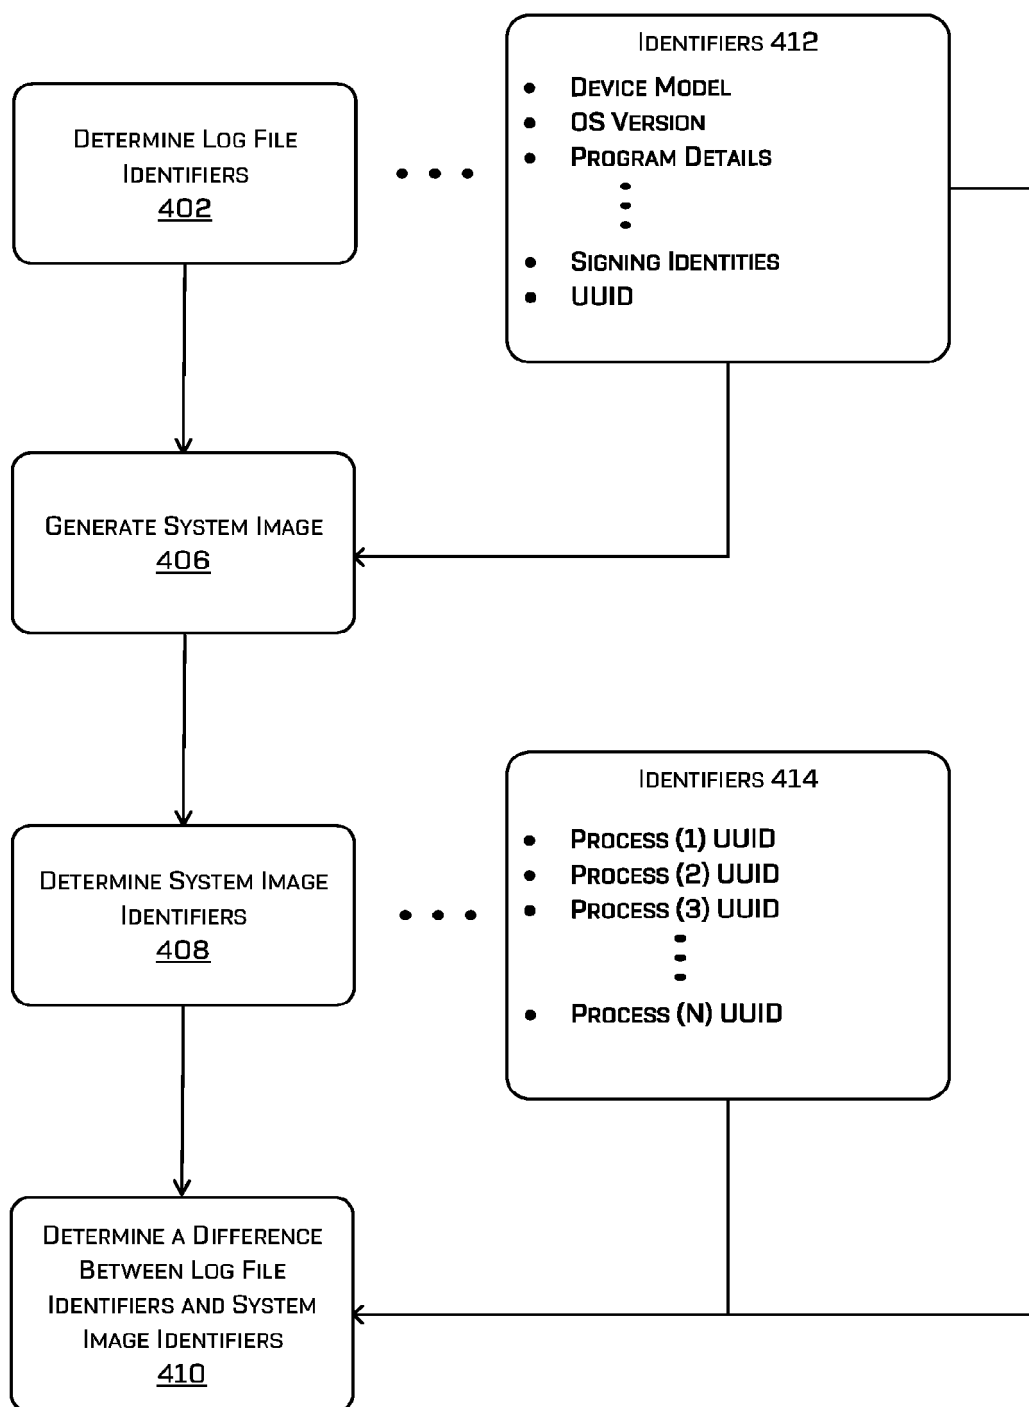 Determine Log File
Identifiers
402
Identifiers 412
• Device Model
• OS Version
• Program Details
• Signing Identities
• UUID
Generate System Image
406
Determine System Image
Identifiers
408
Identifiers 414
• Process (1) UUID
• Process (2) UUID
• Process (3) UUID
• Process (N) UUID
Determine a Difference
Between Log File
Identifiers and System
Image Identifiers
410